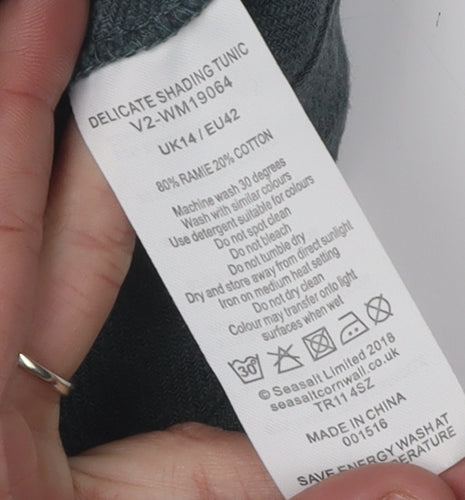 DELICATE SHADING TUNIC
V2-WM19064
UK14 / EU42
80% RAMIE 20% COTTON
Machine wash 30 degrees
Wash with similar colours
Use detergent suitable for colours
Do not spot clean
Do not bleach
Do not tumble dry
Dry and store away from direct sunlight
Iron on medium heat setting
Do not dry clean
Colour may transfer onto light
surfaces when wet
30
© Seasalt Limited 2018
seasaltcornwall.co.uk
TR11 4SZ
MADE IN CHINA
001516
SAVE ENERGY WASH AT